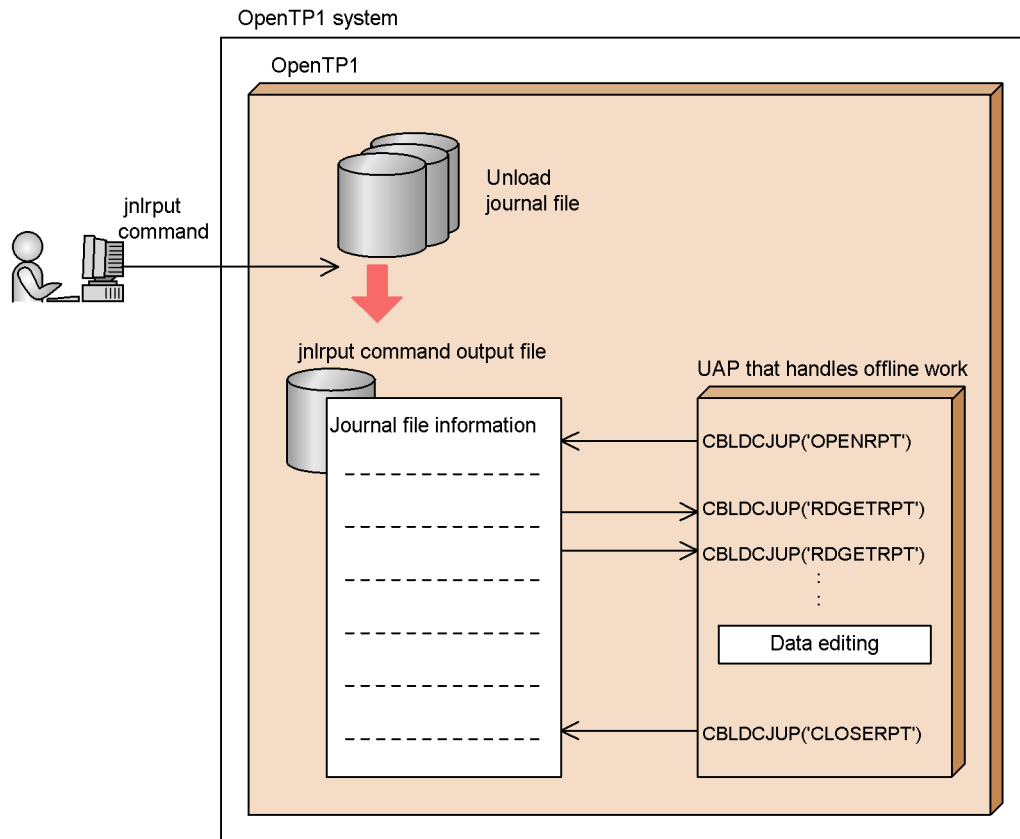 OpenTP1 system
OpenTP1
Unload
journal file
jnlrput
command
jnlrput command output file
UAP that handles offline work
Journal file information
CBLDCJUP('OPENRPT')
CBLDCJUP('RDGETRPT')
CBLDCJUP('RDGETRPT')
:
:
Data editing
CBLDCJUP('CLOSERPT')